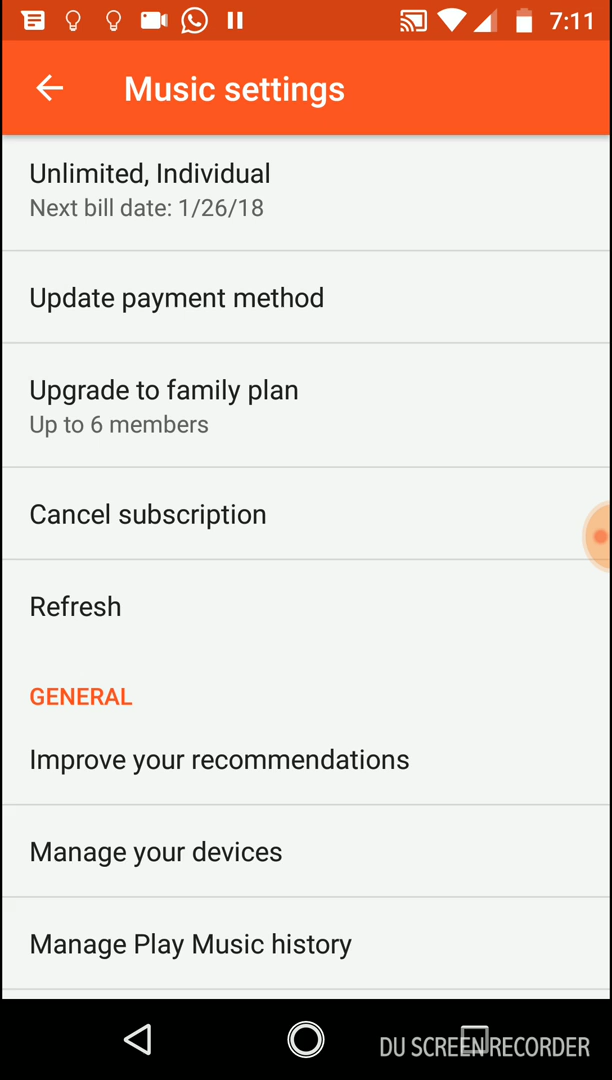 7:11
Music settings
Unlimited, Individual
Next bill date: 1/26/18
Update payment method
Upgrade to family plan
Up to 6 members
Cancel subscription
Refresh
GENERAL
Improve your recommendations
Manage your devices
Manage Play Music history
DU SCREEN RECORDER